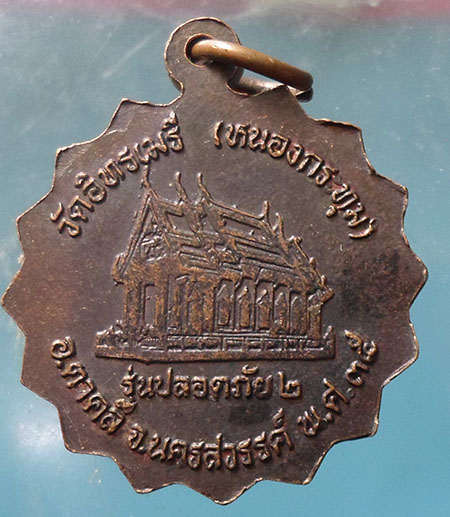 วัดอิทรเมรี (หนองกระทุ่ม)
รุ่นปลอดภัย ๒
อ.ตาคลี จ.นครสวรรค์ พ.ศ.๓๕